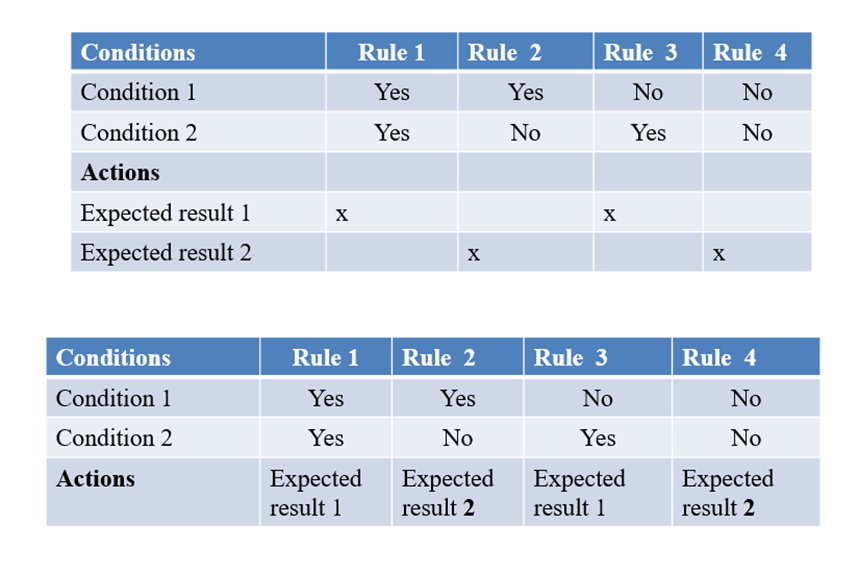 Conditions Rule 1 Rule 2 Rule 3 Rule 4
Condition 1 Yes Yes No No
Condition 2 Yes No Yes No
Actions
Expected result 1 x x
Expected result 2 x x
Conditions Rule 1 Rule 2 Rule 3 Rule 4
Condition 1 Yes Yes No No
Condition 2 Yes No Yes No
Actions Expected Expected Expected Expected
result 1 result 2 result 1 result 2